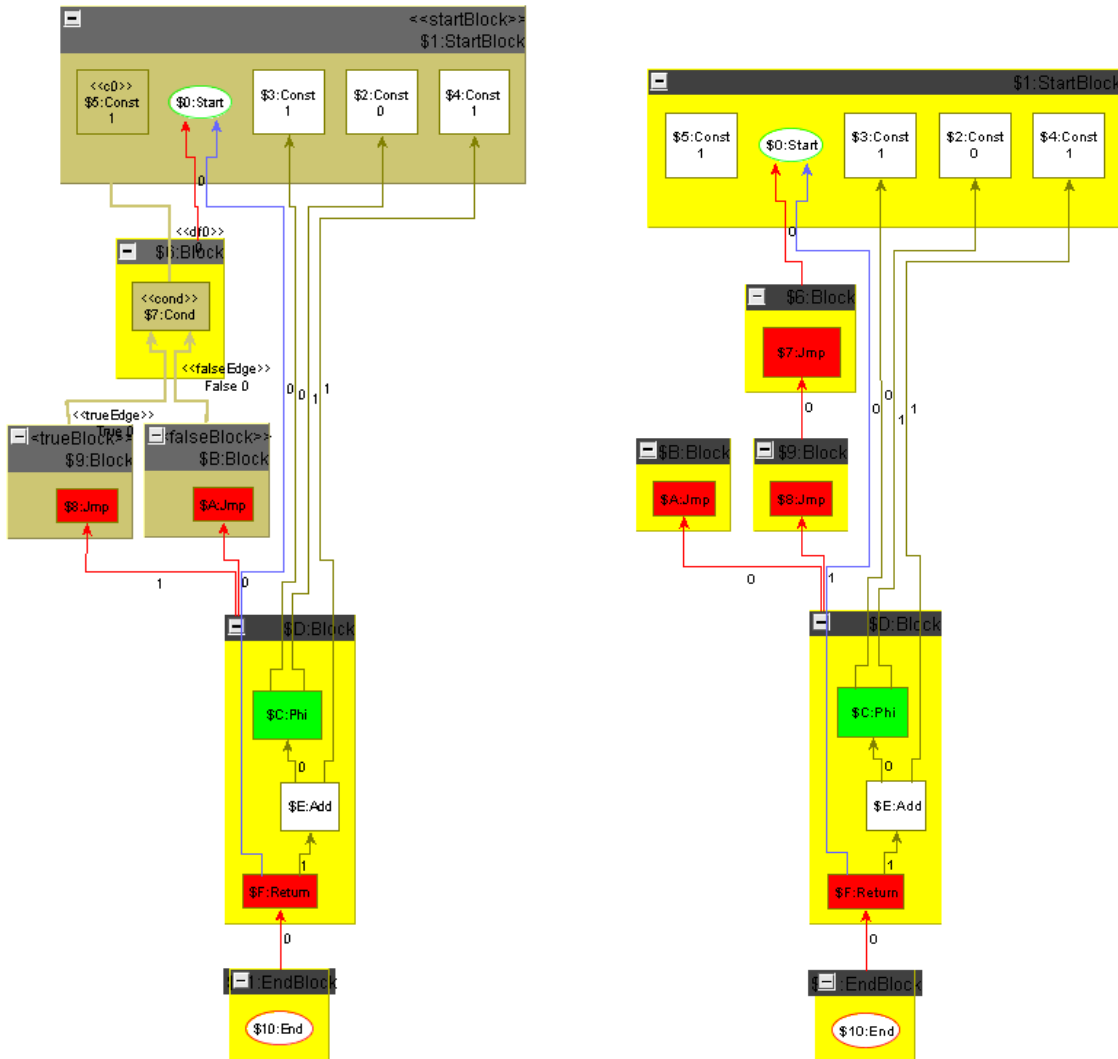 <<startBlock>>
$1:StartBlock
<<c0>>
$5:Const
1
$0:Start
$3:Const
1
$2:Const
0
$4:Const
1
0
<<df0>>
0
$6:Block
<<cond>>
$7:Cond
<<falseEdge>>
False 0
<<trueEdge>>
True 0
<trueBlock>>
$9:Block
<falseBlock>>
$B:Block
$8:Jmp
$A:Jmp
0
0
1
1
1
0
$D:Block
$C:Phi
0
$E:Add
1
$F:Return
0
1:EndBlock
$10:End
$1:StartBlock
$5:Const
1
$0:Start
$3:Const
1
$2:Const
0
$4:Const
1
0
$6:Block
$7:Jmp
0
0
0
1
1
$B:Block
$9:Block
$A:Jmp
$8:Jmp
0
1
$D:Block
$C:Phi
0
$E:Add
1
$F:Return
0
:EndBlock
$10:End